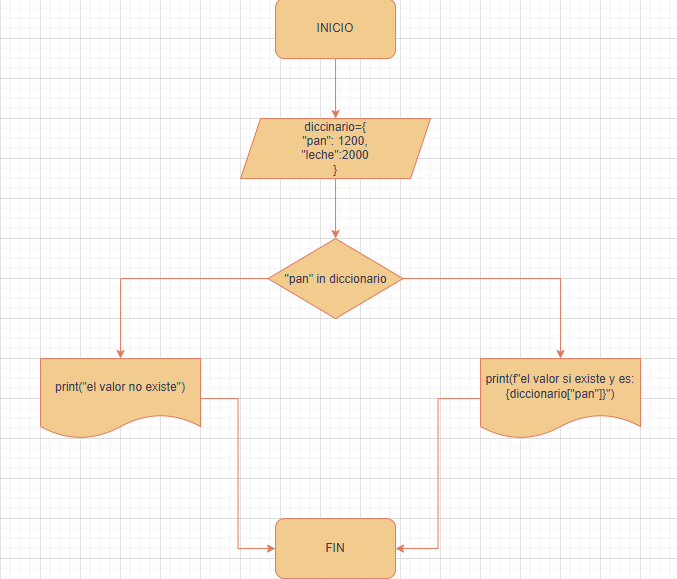 INICIO
diccinario={
"pan": 1200,
"leche":2000
}
"pan" in diccionario
print("el valor no existe")
print(f"el valor si existe y es:
{diccionario["pan"]}")
FIN